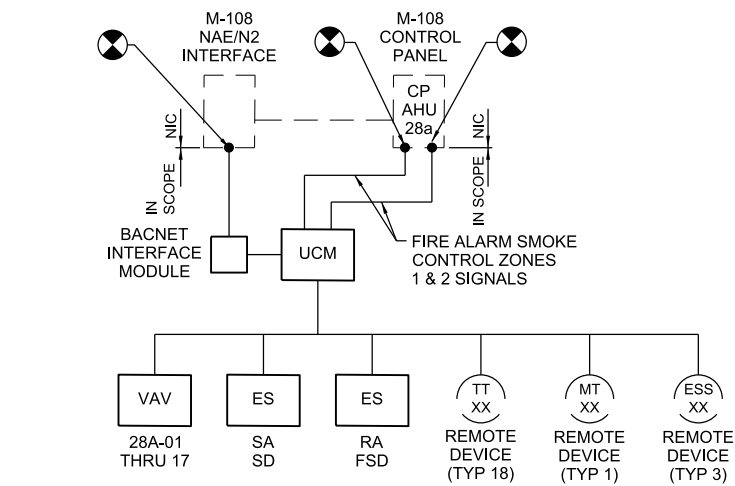 M-108
NAE/N2
INTERFACE
M-108
CONTROL
PANEL
CP
AHU
28a
NIC
IN
SCOPE
NIC
IN SCOPE
BACNET
INTERFACE
MODULE
UCM
FIRE ALARM SMOKE
CONTROL ZONES
1 & 2 SIGNALS
VAV
28A-01
THRU 17
ES
SA
SD
ES
RA
FSD
TT
XX
REMOTE
DEVICE
(TYP 18)
MT
XX
REMOTE
DEVICE
(TYP 1)
ESS
XX
REMOTE
DEVICE
(TYP 3)